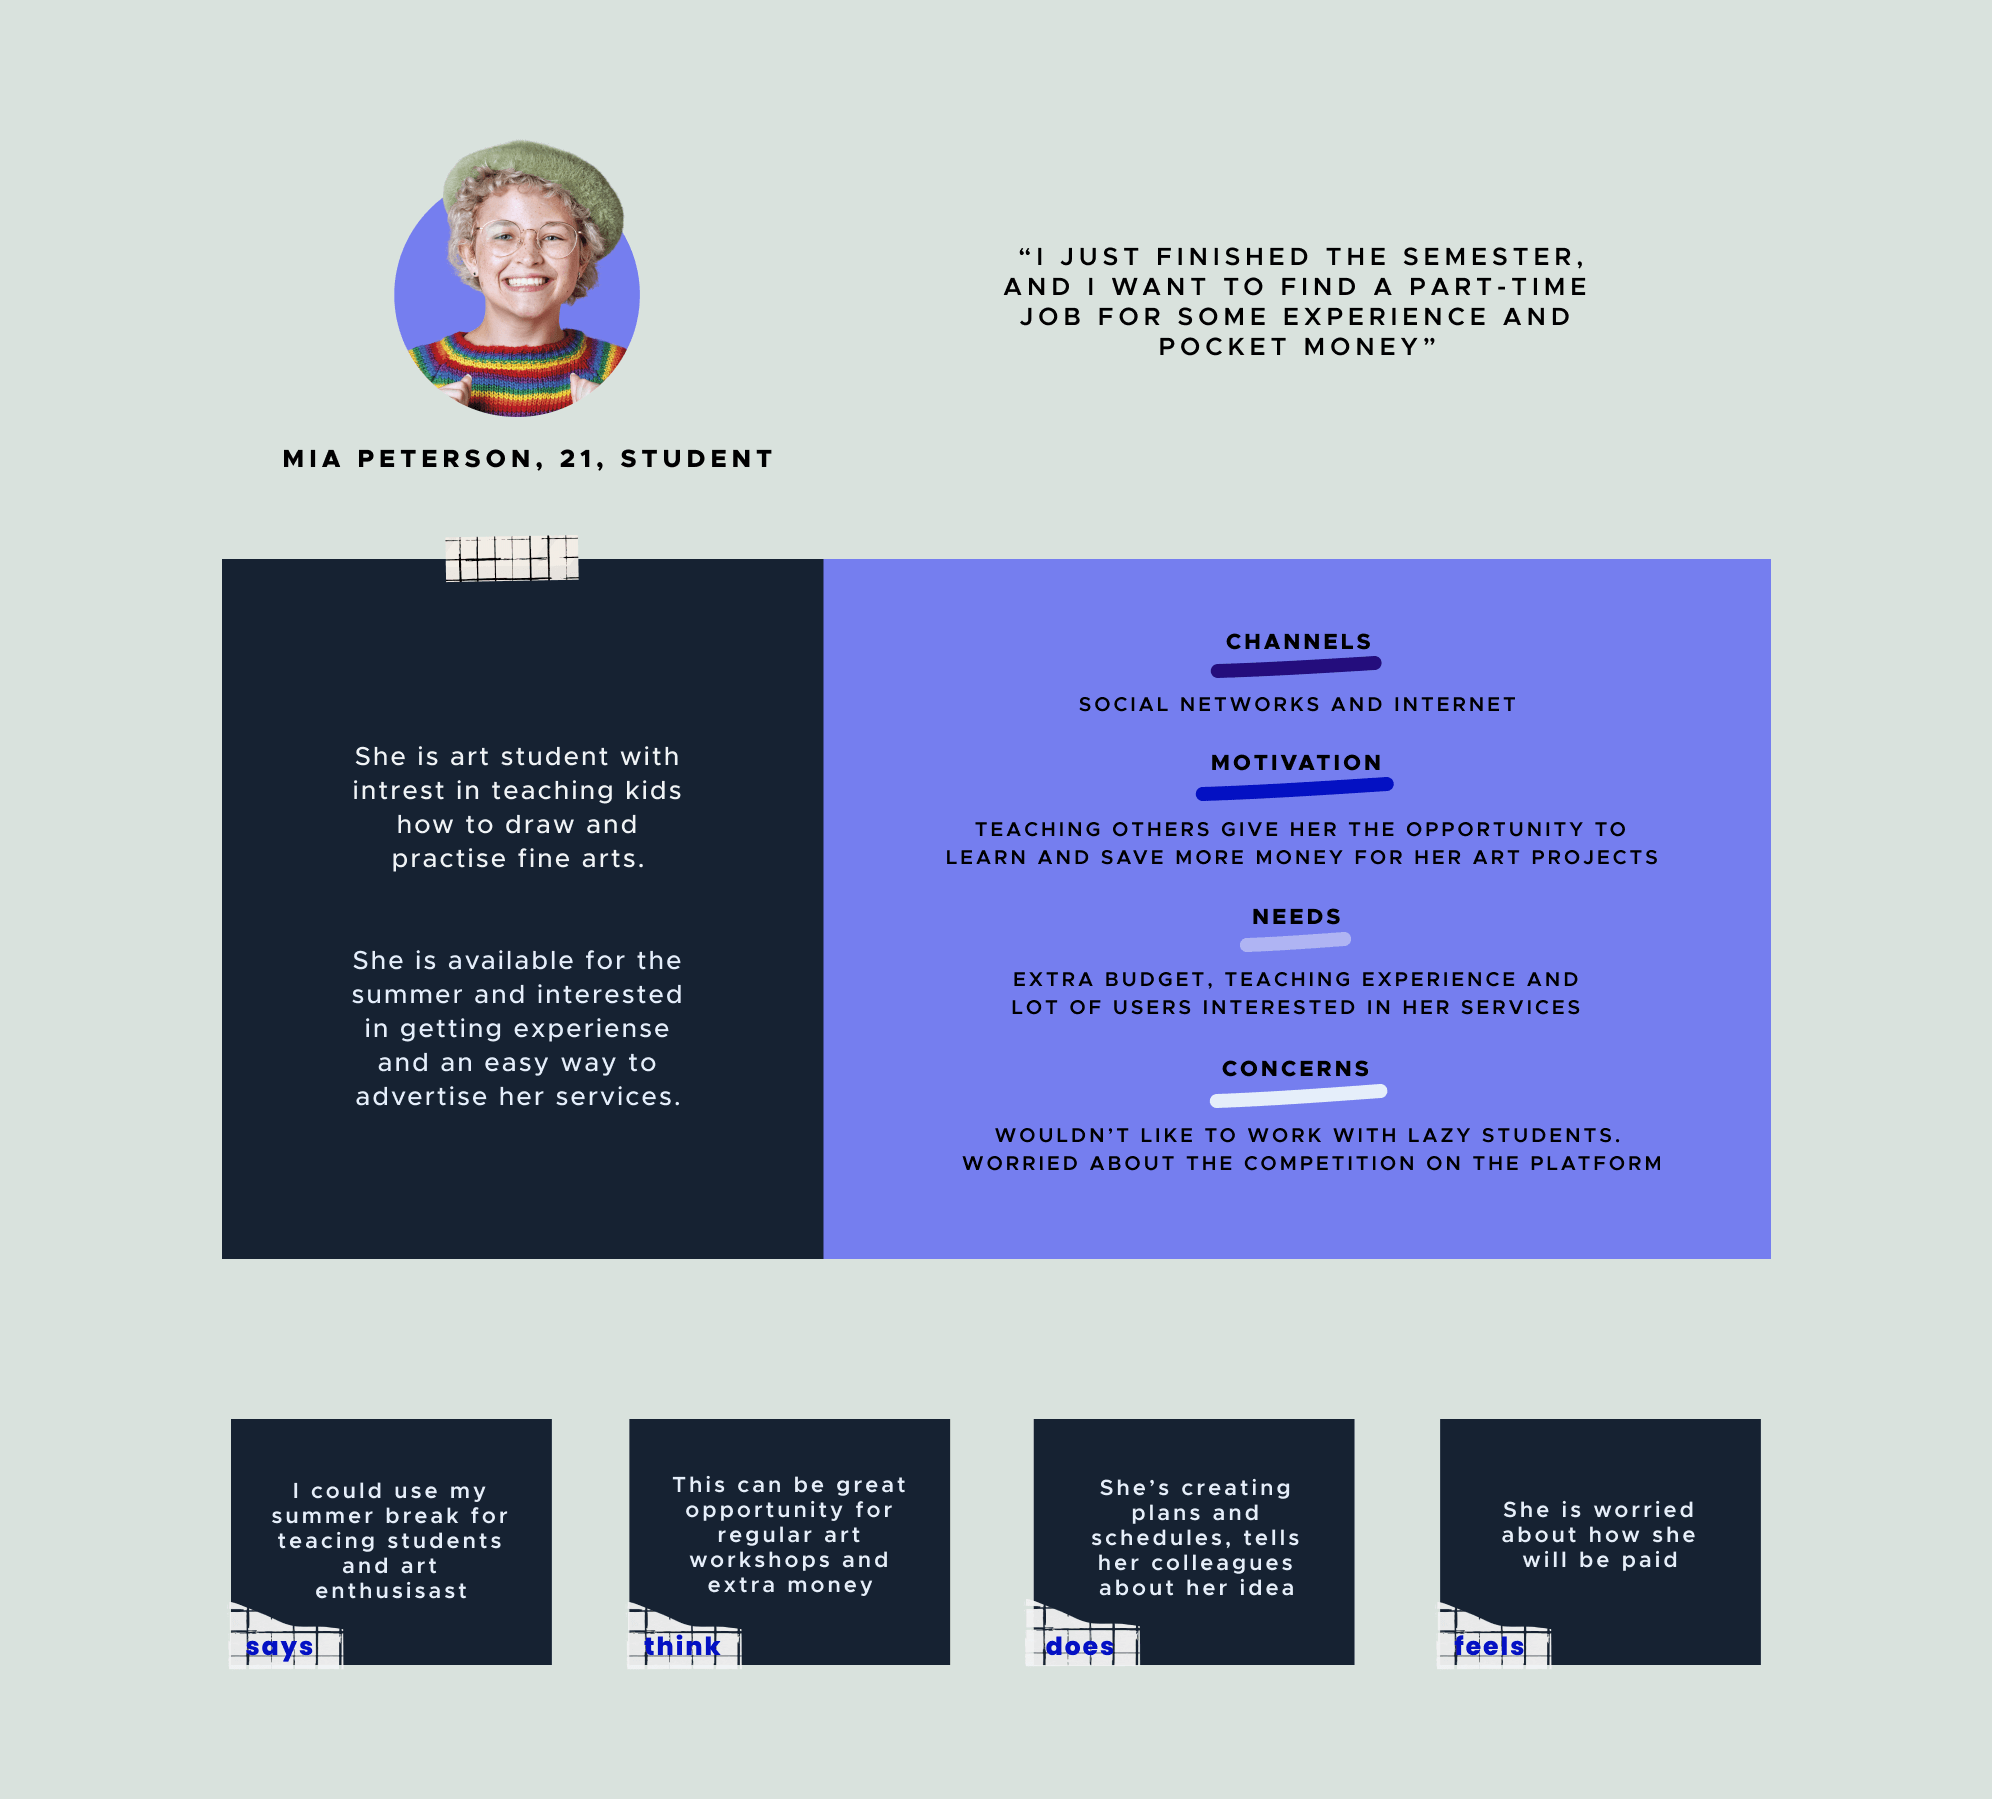 “I JUST FINISHED THE SEMESTER,
AND I WANT TO FIND A PART-TIME
JOB FOR SOME EXPERIENCE AND
POCKET MONEY”
MIA PETERSON, 21, STUDENT
She is art student with
intrest in teaching kids
how to draw and
practise fine arts.
She is available for the
summer and interested
in getting experiense
and an easy way to
advertise her services.
CHANNELS
SOCIAL NETWORKS AND INTERNET
MOTIVATION
TEACHING OTHERS GIVE HER THE OPPORTUNITY TO
LEARN AND SAVE MORE MONEY FOR HER ART PROJECTS
NEEDS
EXTRA BUDGET, TEACHING EXPERIENCE AND
LOT OF USERS INTERESTED IN HER SERVICES
CONCERNS
WOULDN’T LIKE TO WORK WITH LAZY STUDENTS.
WORRIED ABOUT THE COMPETITION ON THE PLATFORM
I could use my
summer break for
teacing students
and art
enthusisast
says
This can be great
opportunity for
regular art
workshops and
extra money
think
She’s creating
plans and
schedules, tells
her colleagues
about her idea
does
She is worried
about how she
will be paid
feels